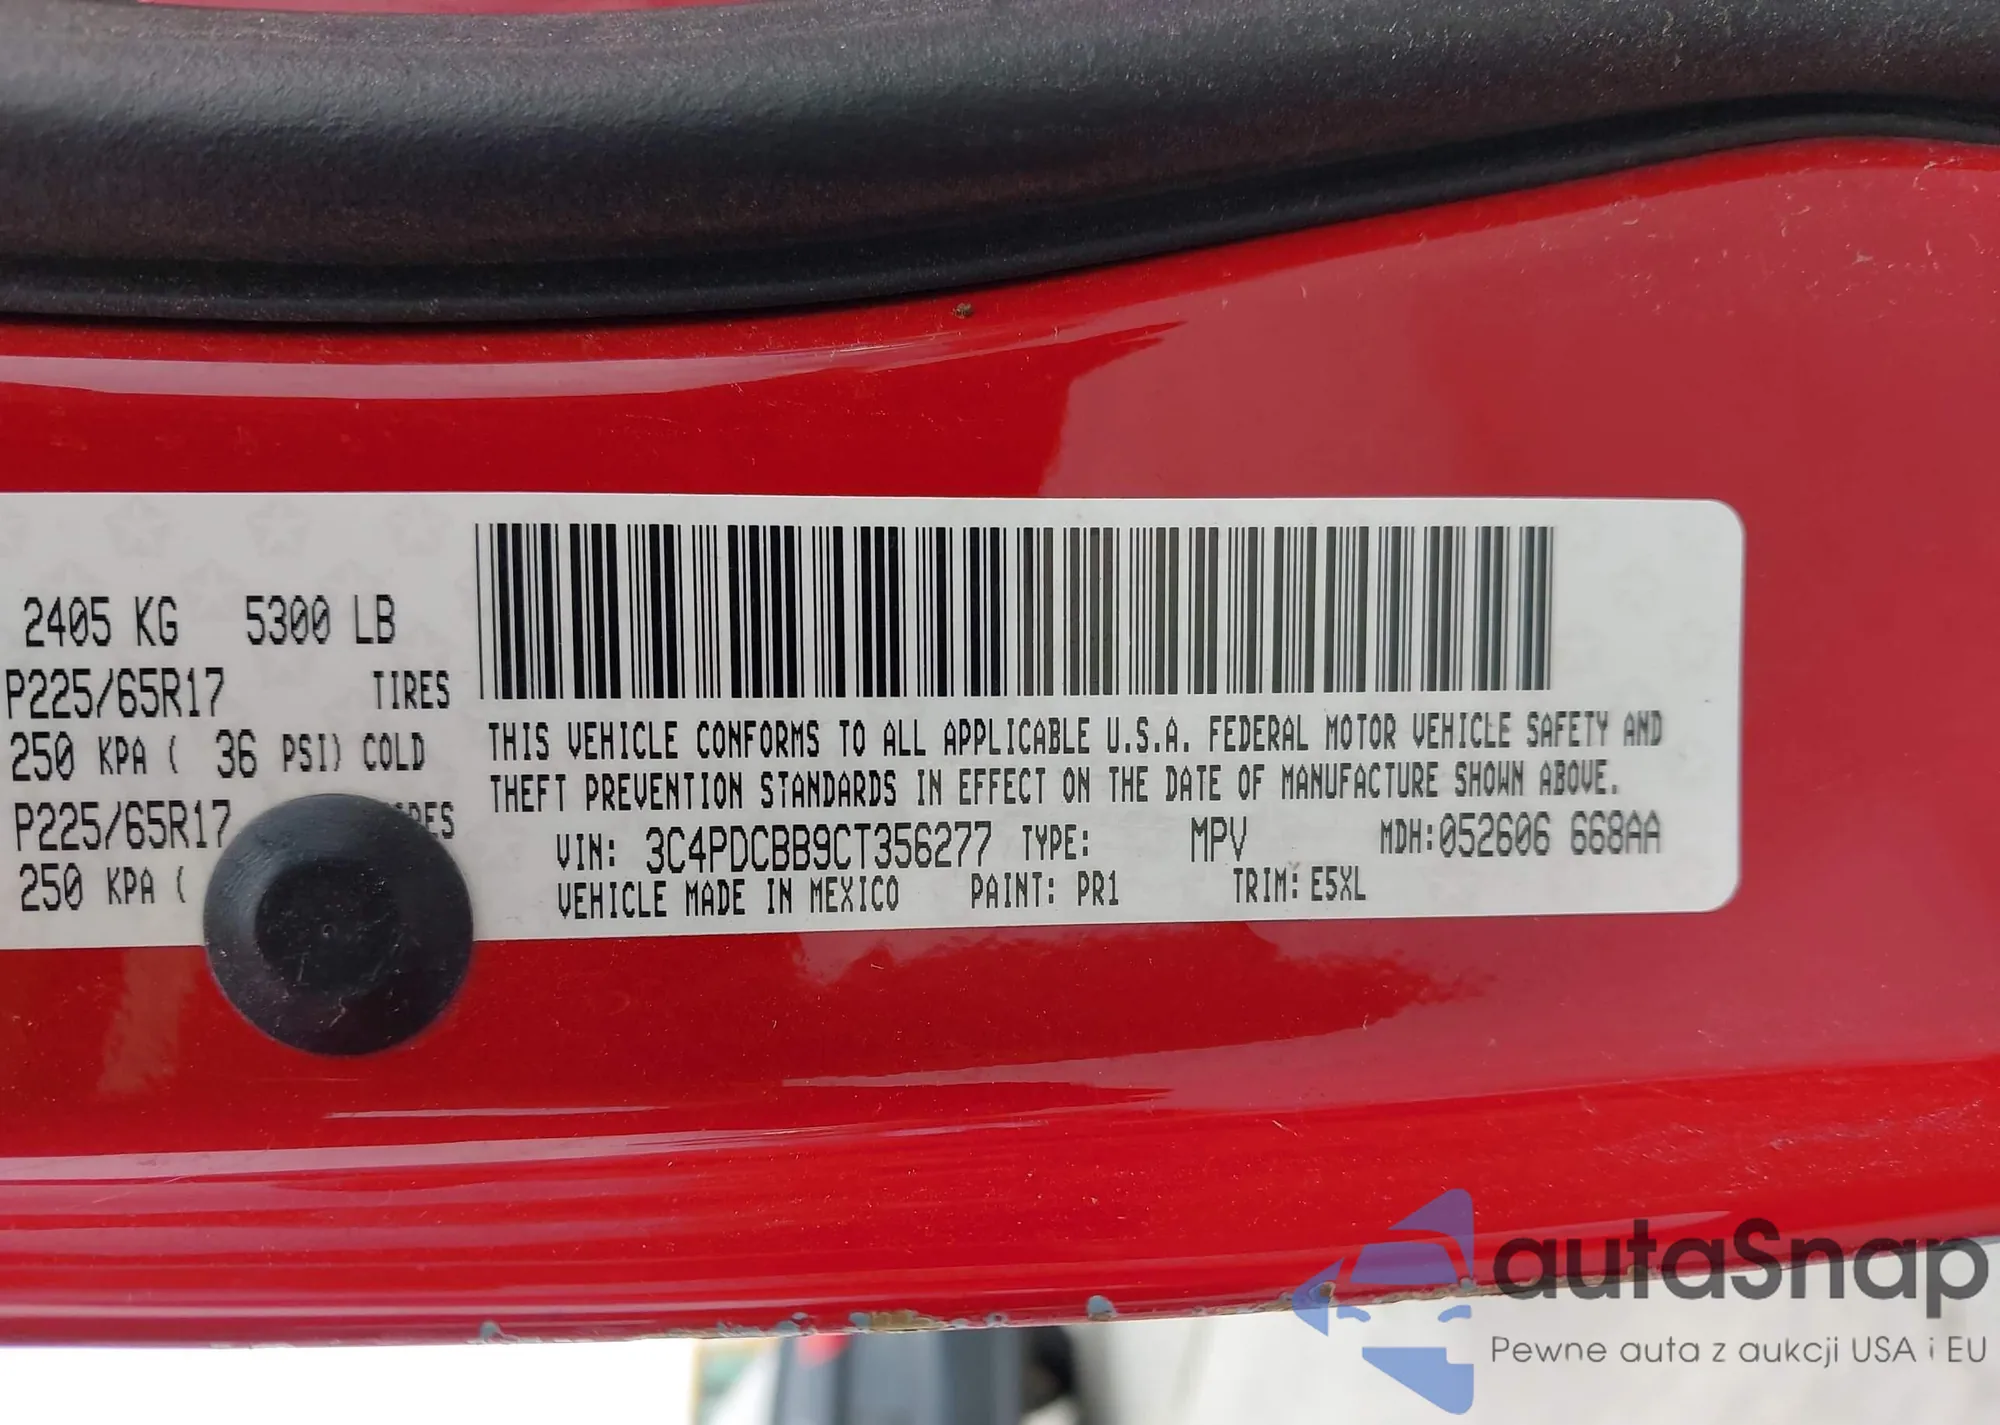 2405 KG 5300 LB
P225/65R17 TIRES
250 KPA ( 36 PSI) COLD
P225/65R17
250 KPA (
THIS VEHICLE CONFORMS TO ALL APPLICABLE U.S.A. FEDERAL MOTOR VEHICLE SAFETY AND
THEFT PREVENTION STANDARDS IN EFFECT ON THE DATE OF MANUFACTURE SHOWN ABOVE.
VIN: 3C4PDCBB9CT356277 TYPE: MPV MDH:052606 668AA
VEHICLE MADE IN MEXICO PAINT: PR1 TRIM: E5XL
autaSnap
Pewne auta z aukcji USA i EU